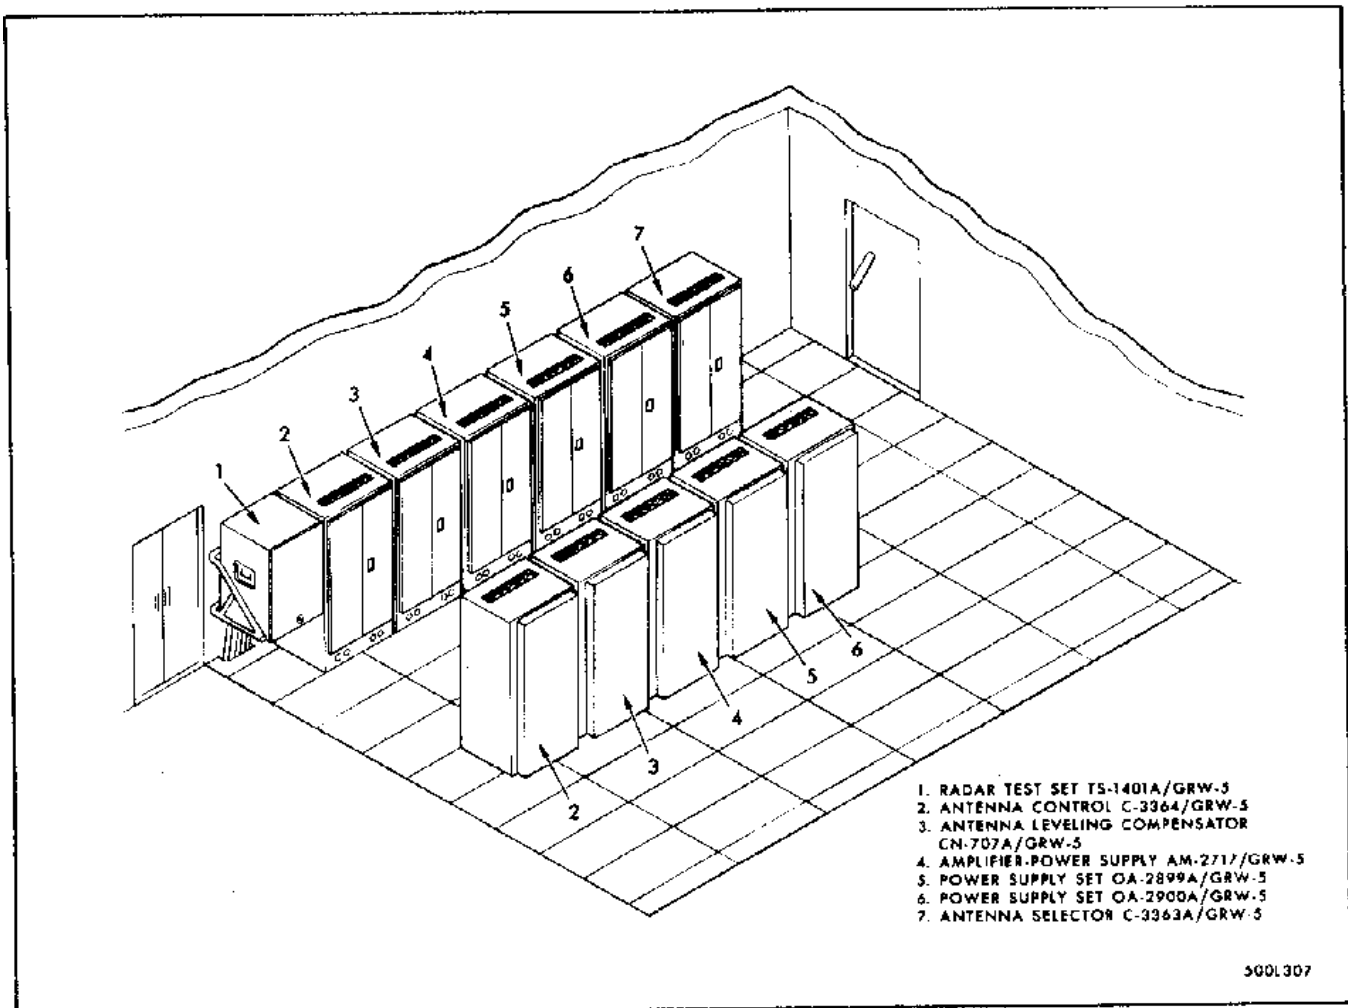 7
6
5
4
3
2
1
6
5
4
3
2
1. RADAR TEST SET TS-1401A/GRW-5
2. ANTENNA CONTROL C-3364/GRW-5
3. ANTENNA LEVELING COMPENSATOR
CN-707A/GRW-5
4. AMPLIFIER-POWER SUPPLY AM-2717/GRW-5
5. POWER SUPPLY SET OA-2899A/GRW-5
6. POWER SUPPLY SET OA-2900A/GRW-5
7. ANTENNA SELECTOR C-3363A/GRW-5
500L307